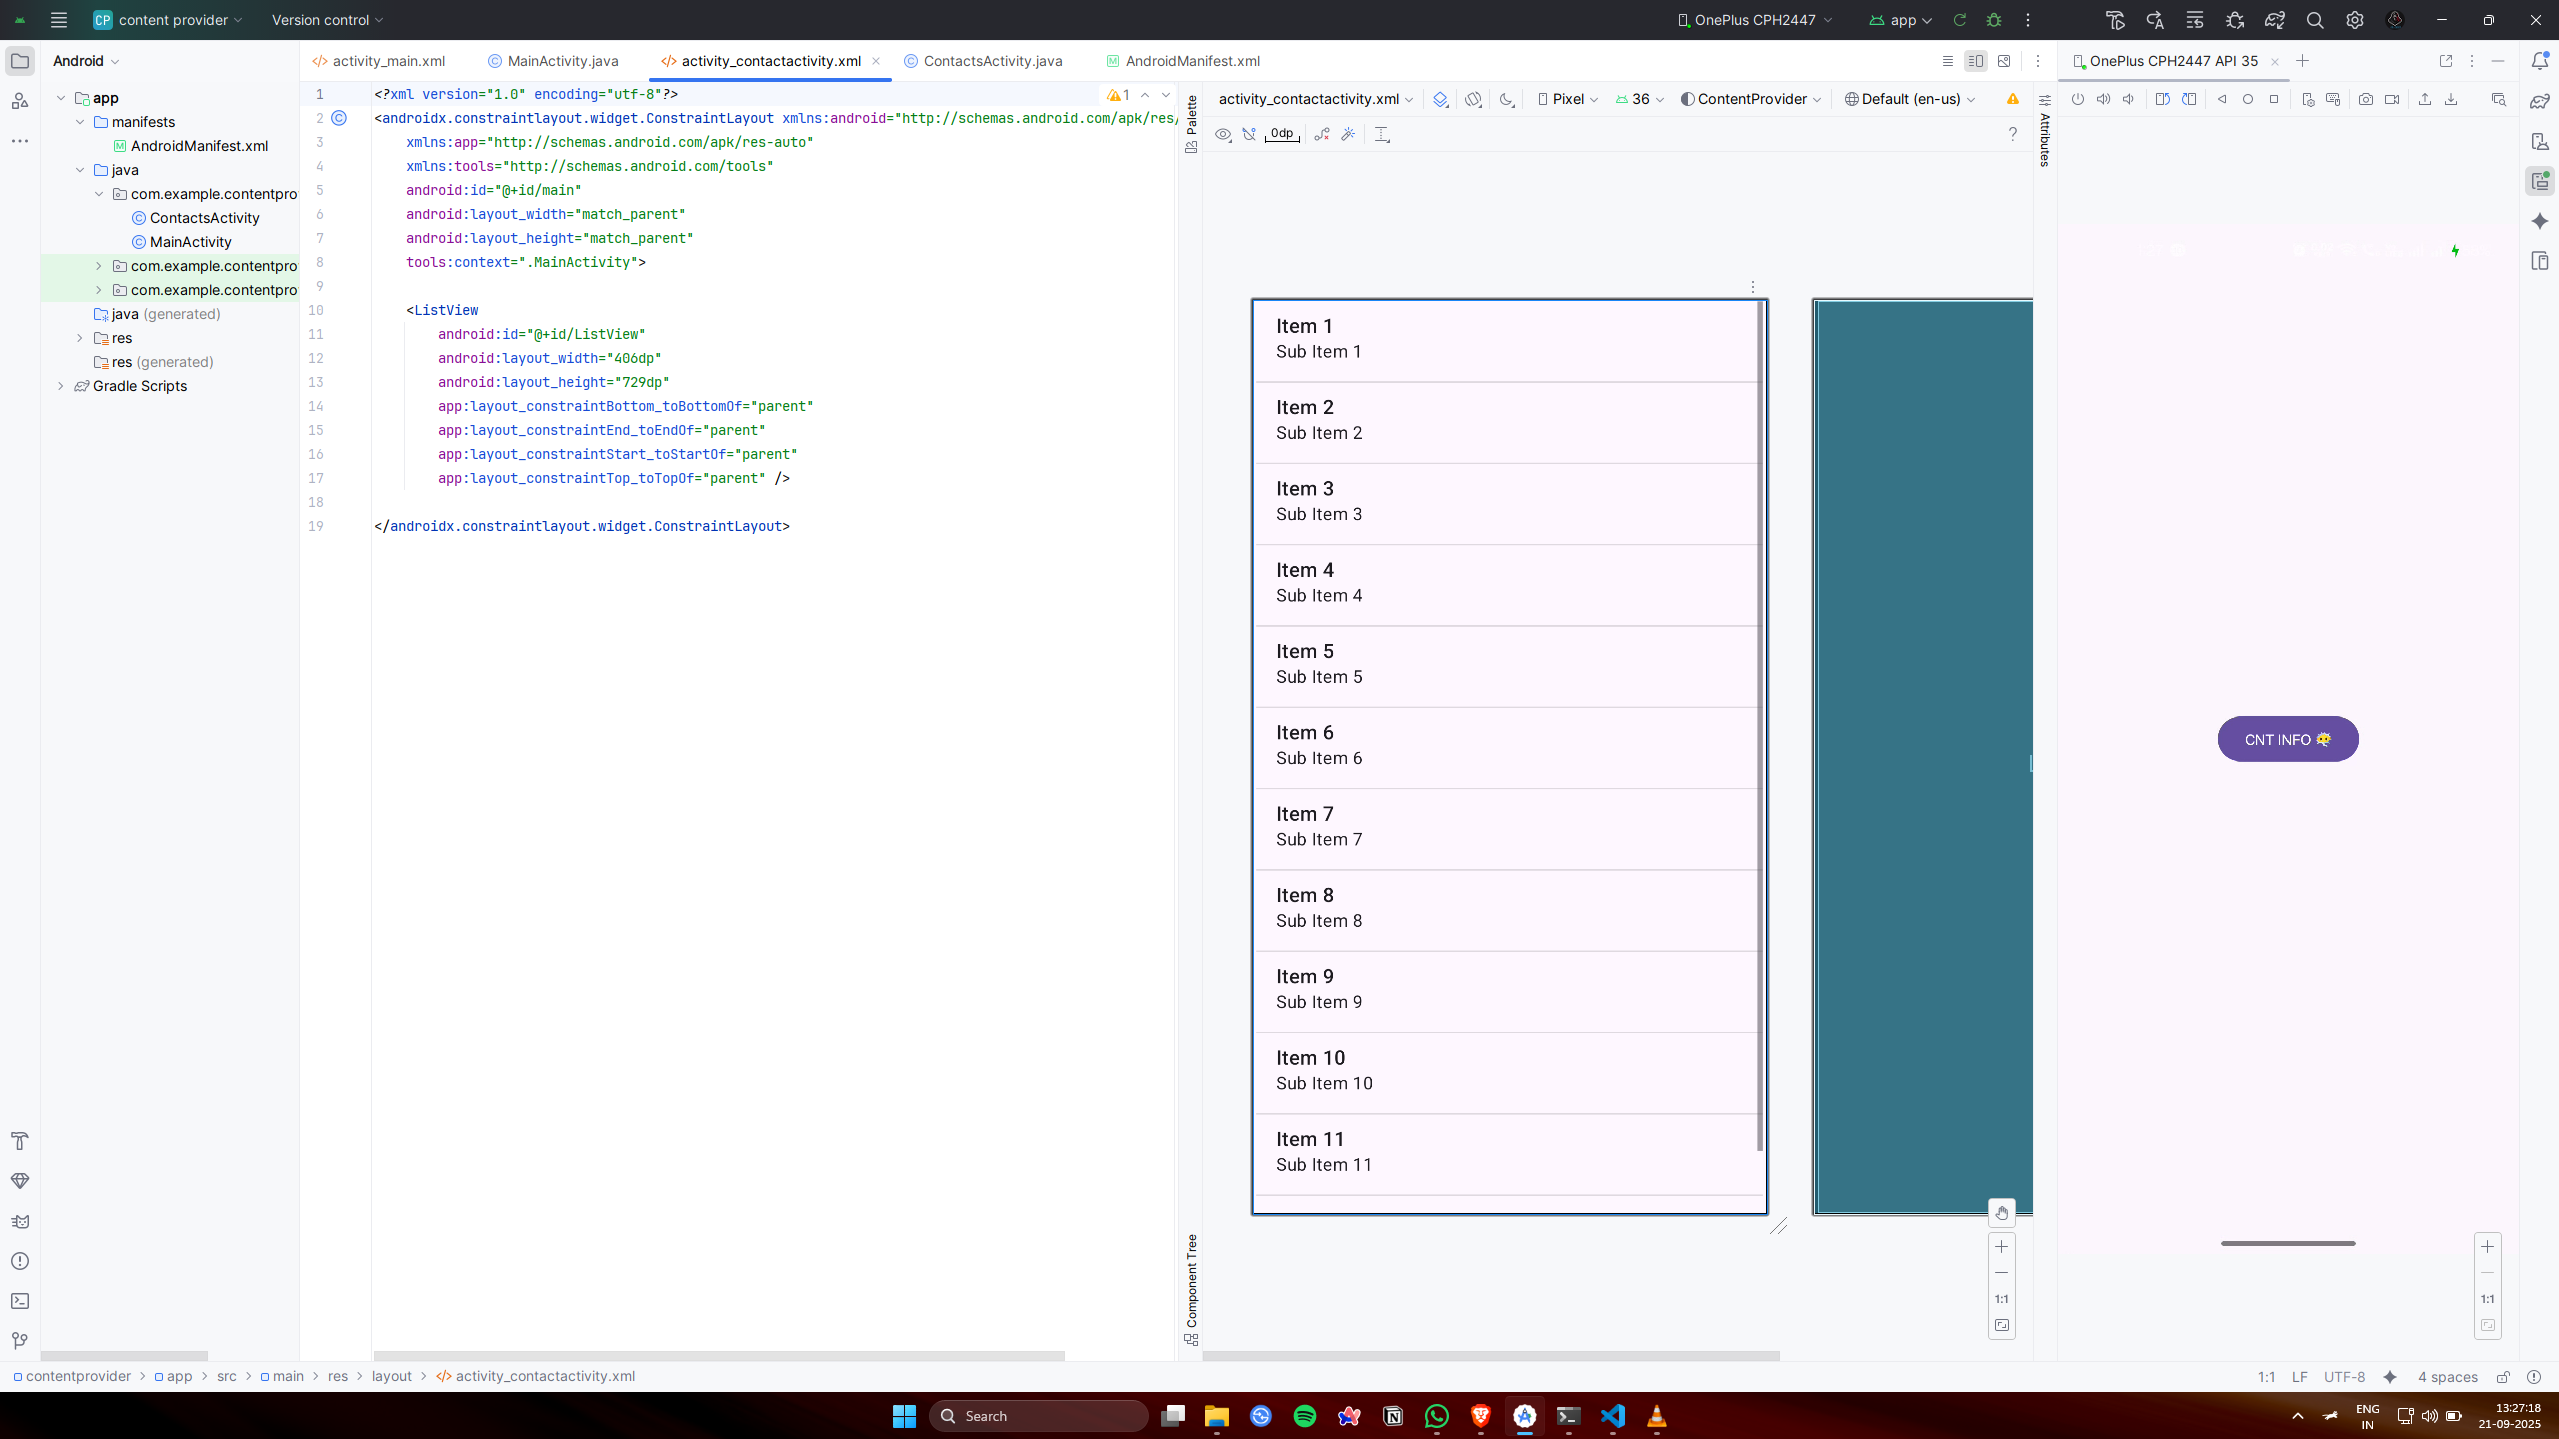 CP content provider
Version control
OnePlus CPH2447
app
Android
activity_main.xml
MainActivity.java
activity_contactactivity.xml
ContactsActivity.java
AndroidManifest.xml
OnePlus CPH2447 API 35
app
manifests
AndroidManifest.xml
java
com.example.contentpro
ContactsActivity
MainActivity
com.example.contentpro
com.example.contentpro
java (generated)
res
res (generated)
Gradle Scripts
1 <?xml version="1.0" encoding="utf-8"?>
2 <androidx.constraintlayout.widget.ConstraintLayout xmlns:android="http://schemas.android.com/apk/res/
3 xmlns:app="http://schemas.android.com/apk/res-auto"
4 xmlns:tools="http://schemas.android.com/tools"
5 android:id="@+id/main"
6 android:layout_width="match_parent"
7 android:layout_height="match_parent"
8 tools:context=".MainActivity">
9
10 <ListView
11 android:id="@+id/ListView"
12 android:layout_width="406dp"
13 android:layout_height="729dp"
14 app:layout_constraintBottom_toBottomOf="parent"
15 app:layout_constraintEnd_toEndOf="parent"
16 app:layout_constraintStart_toStartOf="parent"
17 app:layout_constraintTop_toTopOf="parent" />
18
19 </androidx.constraintlayout.widget.ConstraintLayout>
1
Palette
Component Tree
activity_contactactivity.xml
Pixel
36
ContentProvider
Default (en-us)
0dp
?
Attributes
Item 1
Sub Item 1
Item 2
Sub Item 2
Item 3
Sub Item 3
Item 4
Sub Item 4
Item 5
Sub Item 5
Item 6
Sub Item 6
Item 7
Sub Item 7
Item 8
Sub Item 8
Item 9
Sub Item 9
Item 10
Sub Item 10
Item 11
Sub Item 11
1:1
CNT INFO
1:1
contentprovider > app > src > main > res > layout > activity_contactactivity.xml
1:1 LF UTF-8 4 spaces
Search
ENG
IN
13:27:18
21-09-2025